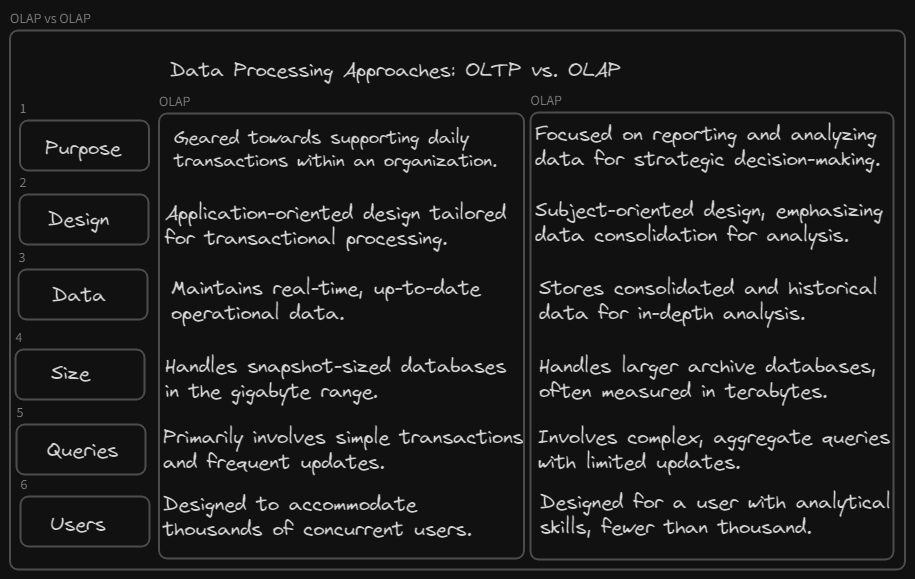 OLAP vs OLAP
Data Processing Approaches: OLTP vs. OLAP
OLAP
OLAP
1
Purpose
Geared towards supporting daily
transactions within an organization.
Focused on reporting and analyzing
data for strategic decision-making.
2
Design
Application-oriented design tailored
for transactional processing.
Subject-oriented design, emphasizing
data consolidation for analysis.
3
Data
Maintains real-time, up-to-date
operational data.
Stores consolidated and historical
data for in-depth analysis.
4
Size
Handles snapshot-sized databases
in the gigabyte range.
Handles larger archive databases,
often measured in terabytes.
5
Queries
Primarily involves simple transactions
and frequent updates.
Involves complex, aggregate queries
with limited updates.
6
Users
Designed to accommodate
thousands of concurrent users.
Designed for a user with analytical
skills, fewer than thousand.